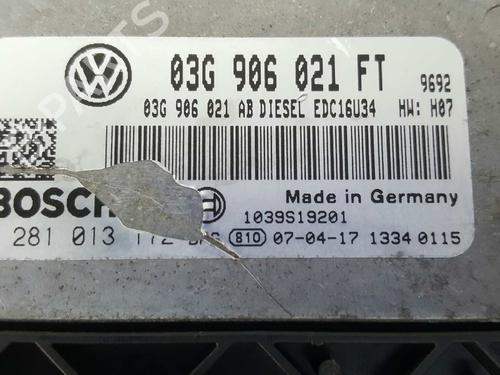 03G 906 021 FT 9692
03G 906 021 AB DIESEL EDC16U34 HW: H07
BOSCH Made in Germany
1039S19201
281 013 172 810 07-04-17 1334 0115